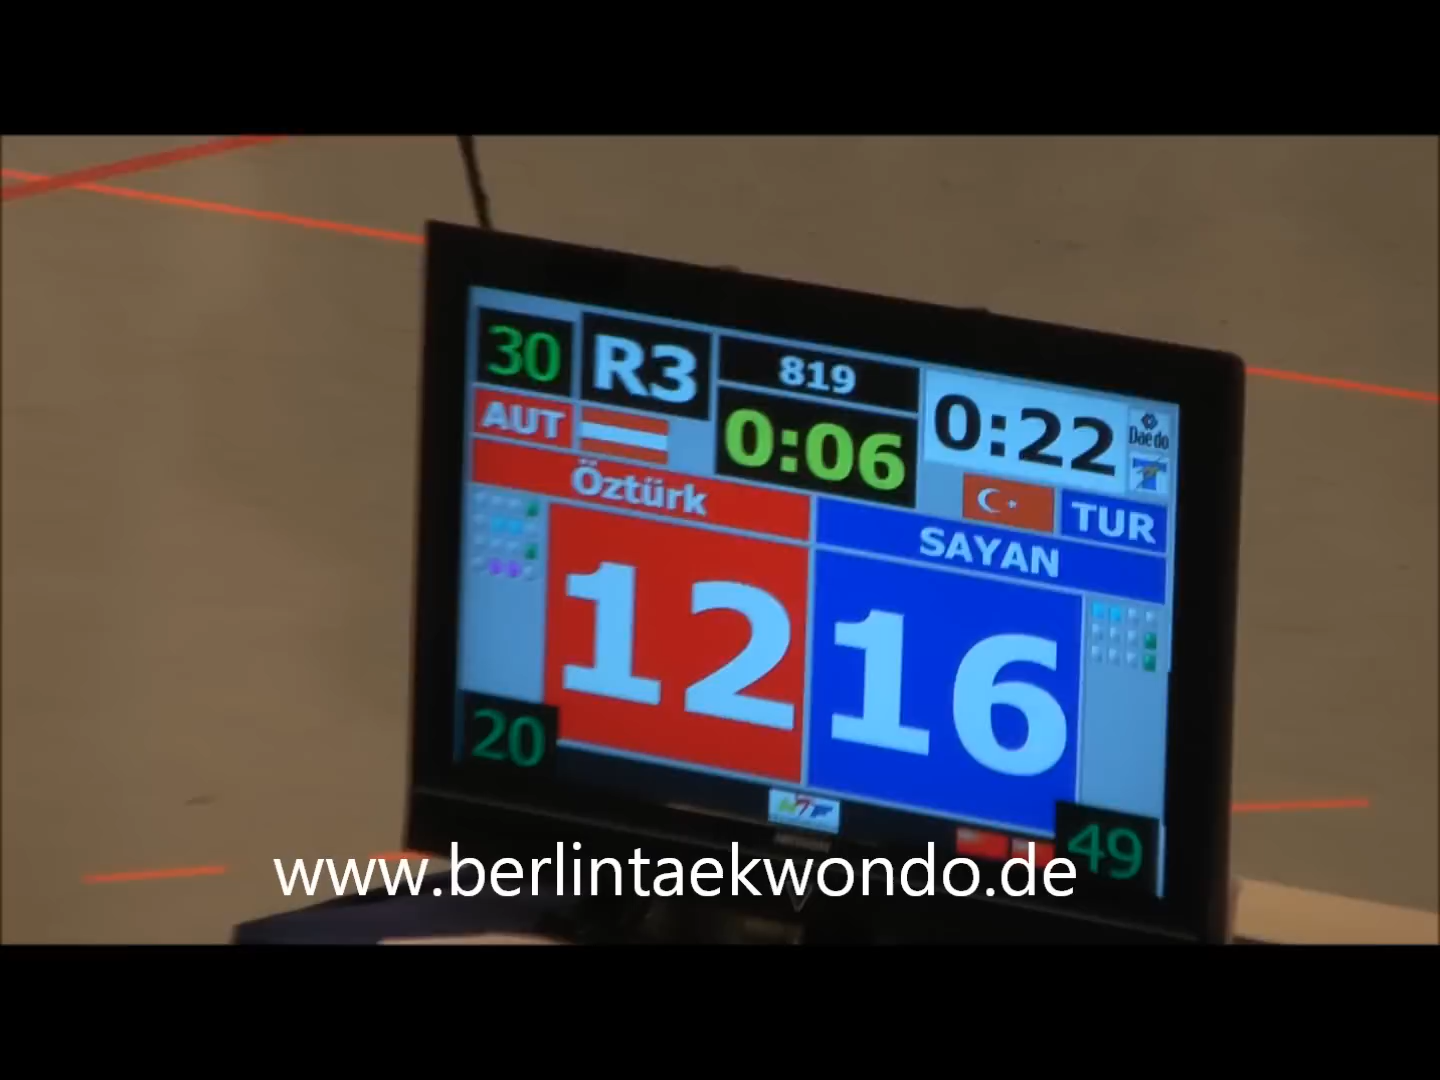 30 R3 819 0:22
Daedo
AUT 0:06 TUR
Öztürk SAYAN
12 16
20 49
www.berlintaekwondo.de